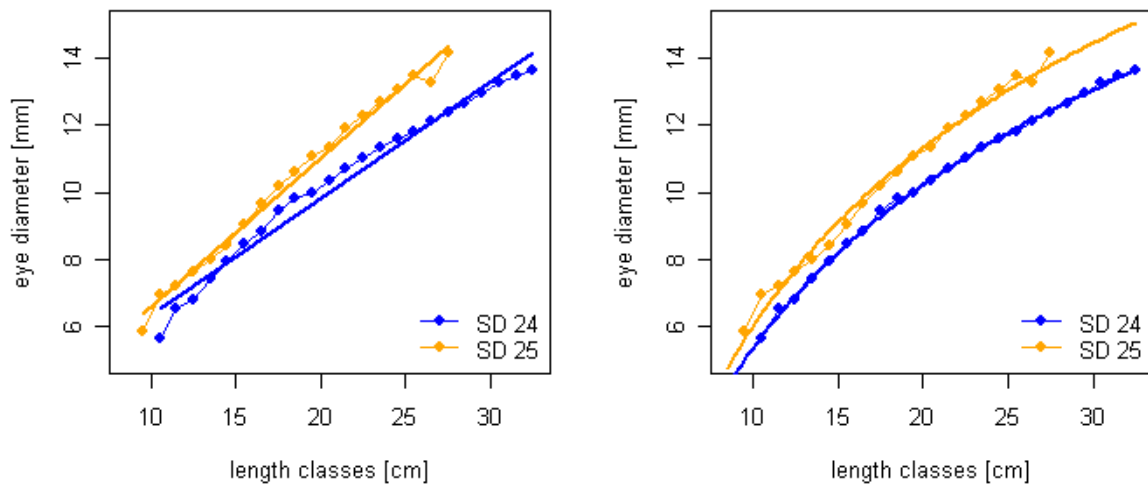 eye diameter [mm]
14
12
10
8
6
SD 24
SD 25
10 15 20 25 30
length classes [cm]
eye diameter [mm]
14
12
10
8
6
SD 24
SD 25
10 15 20 25 30
length classes [cm]